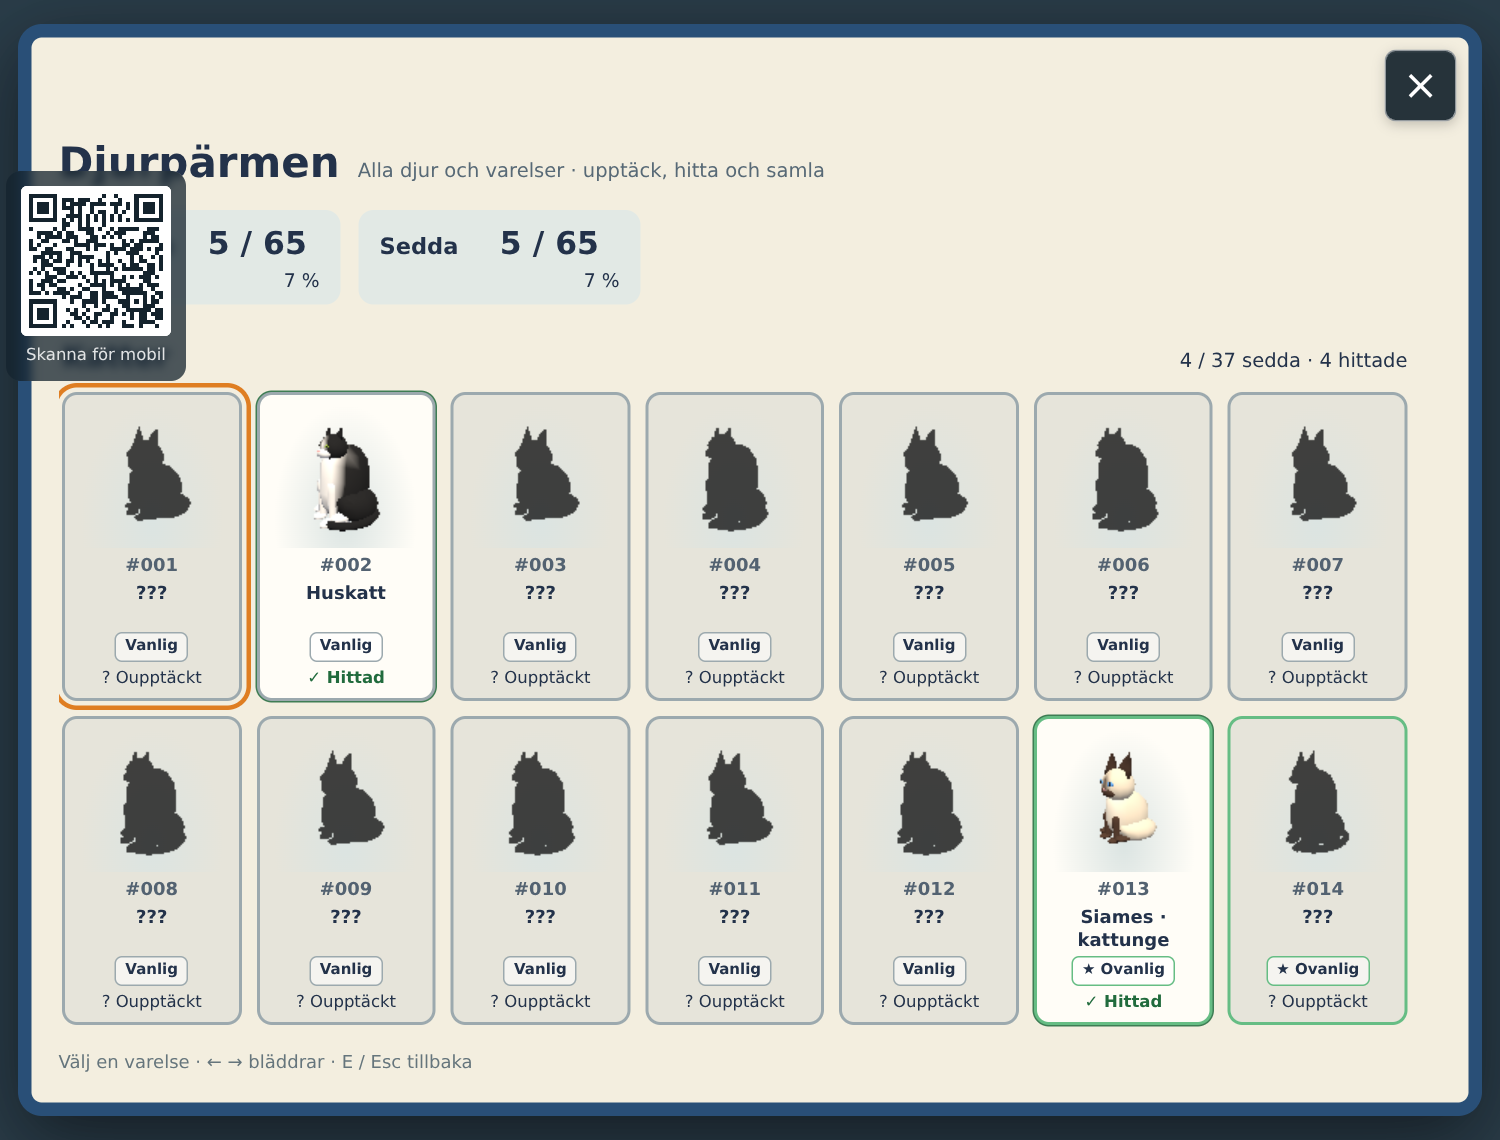 Djurpärmen Alla djur och varelser · upptäck, hitta och samla
5 / 65
7 %
Sedda 5 / 65
7 %
Skanna för mobil
4 / 37 sedda · 4 hittade
#001
???
Vanlig
? Oupptäckt
#002
Huskatt
Vanlig
✓ Hittad
#003
???
Vanlig
? Oupptäckt
#004
???
Vanlig
? Oupptäckt
#005
???
Vanlig
? Oupptäckt
#006
???
Vanlig
? Oupptäckt
#007
???
Vanlig
? Oupptäckt
#008
???
Vanlig
? Oupptäckt
#009
???
Vanlig
? Oupptäckt
#010
???
Vanlig
? Oupptäckt
#011
???
Vanlig
? Oupptäckt
#012
???
Vanlig
? Oupptäckt
#013
Siames ·
kattunge
★ Ovanlig
✓ Hittad
#014
???
★ Ovanlig
? Oupptäckt
Välj en varelse · ← → bläddrar · E / Esc tillbaka